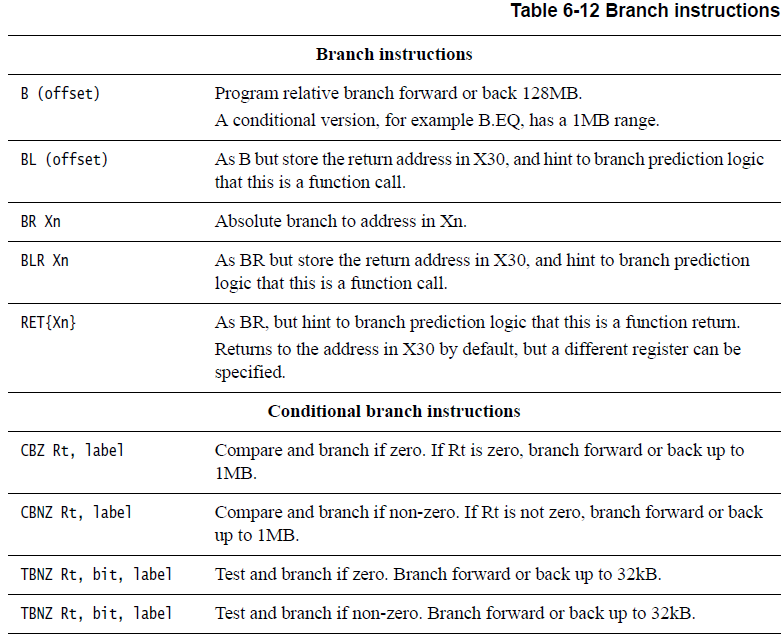 Table 6-12 Branch instructions
Branch instructions
B (offset) Program relative branch forward or back 128MB.
A conditional version, for example B.EQ, has a 1MB range.
BL (offset) As B but store the return address in X30, and hint to branch prediction logic
that this is a function call.
BR Xn Absolute branch to address in Xn.
BLR Xn As BR but store the return address in X30, and hint to branch prediction
logic that this is a function call.
RET{Xn} As BR, but hint to branch prediction logic that this is a function return.
Returns to the address in X30 by default, but a different register can be
specified.
Conditional branch instructions
CBZ Rt, label Compare and branch if zero. If Rt is zero, branch forward or back up to
1MB.
CBNZ Rt, label Compare and branch if non-zero. If Rt is not zero, branch forward or back
up to 1MB.
TBNZ Rt, bit, label Test and branch if zero. Branch forward or back up to 32kB.
TBNZ Rt, bit, label Test and branch if non-zero. Branch forward or back up to 32kB.